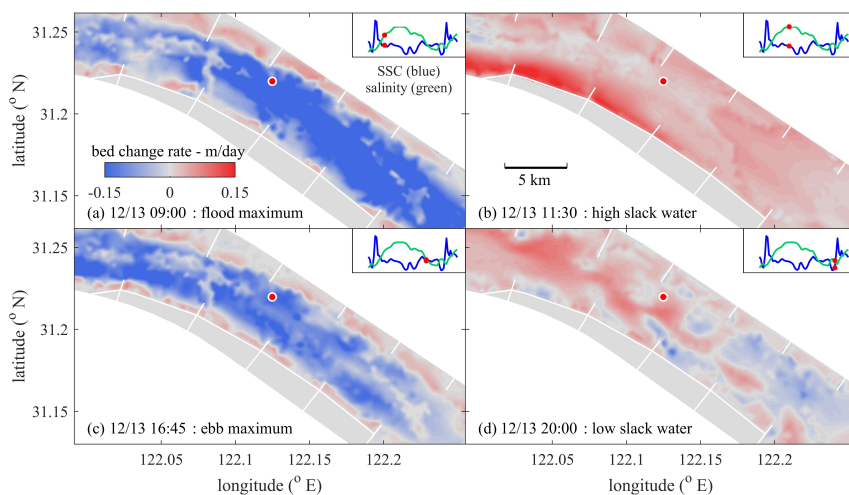 31.25
31.2
31.15
latitude (° N)
SSC (blue)
salinity (green)
bed change rate - m/day
-0.15 0 0.15
(a) 12/13 09:00 : flood maximum
5 km
(b) 12/13 11:30 : high slack water
31.25
31.2
31.15
latitude (° N)
(c) 12/13 16:45 : ebb maximum
(d) 12/13 20:00 : low slack water
122.05 122.1 122.15 122.2
122.05 122.1 122.15 122.2
longitude (° E)
longitude (° E)